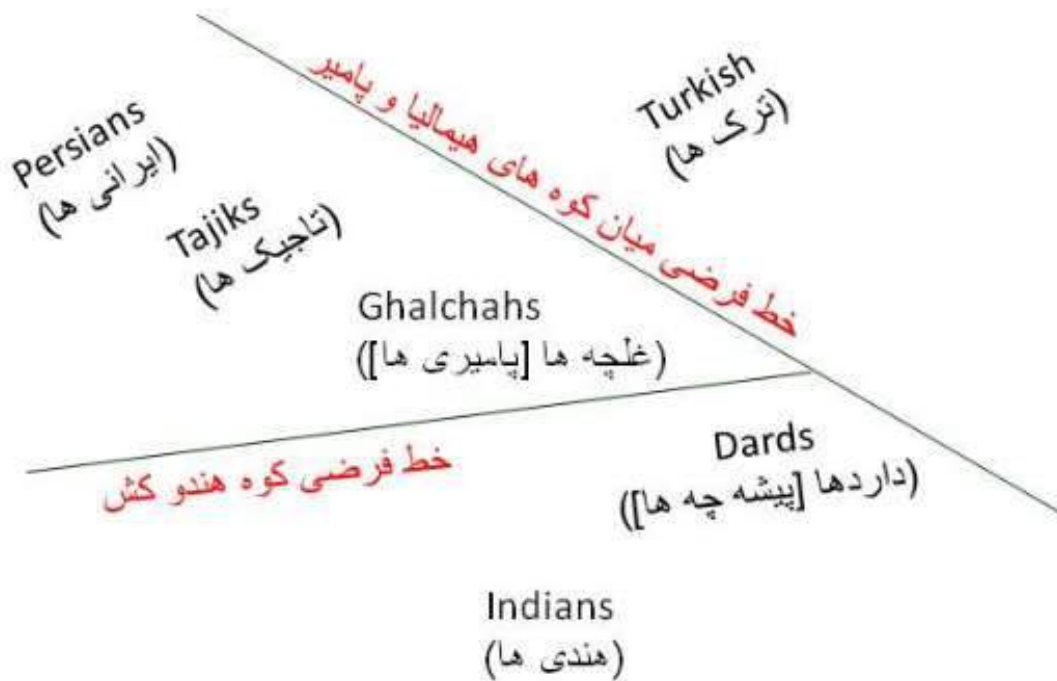 Turkish
(ترک ها)
خط فرضی میان کوه های هیمالیا و پامیر
Persians
(ایرانی ها)
Tajiks
(تاجیک ها)
Ghalchahs
(غلچه ها [پامیری ها])
خط فرضی کوه هندو کش
Dards
(داردها [پیشه چه ها])
Indians
(هندی ها)